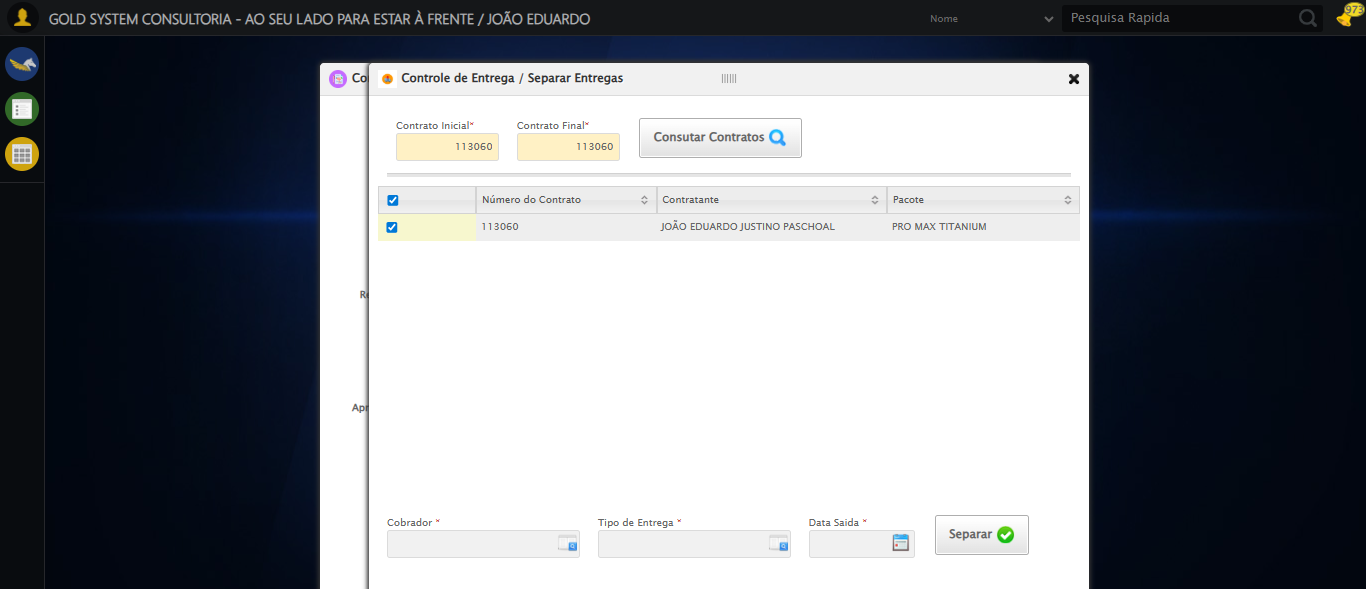 GOLD SYSTEM CONSULTORIA - AO SEU LADO PARA ESTAR À FRENTE / JOÃO EDUARDO
Nome
Pesquisa Rapida
973
Co
Controle de Entrega / Separar Entregas
Contrato Inicial*
Contrato Final*
113060
113060
Consutar Contratos
Número do Contrato
Contratante
Pacote
113060
JOÃO EDUARDO JUSTINO PASCHOAL
PRO MAX TITANIUM
Re
Apr
Cobrador *
Tipo de Entrega *
Data Saida *
Separar